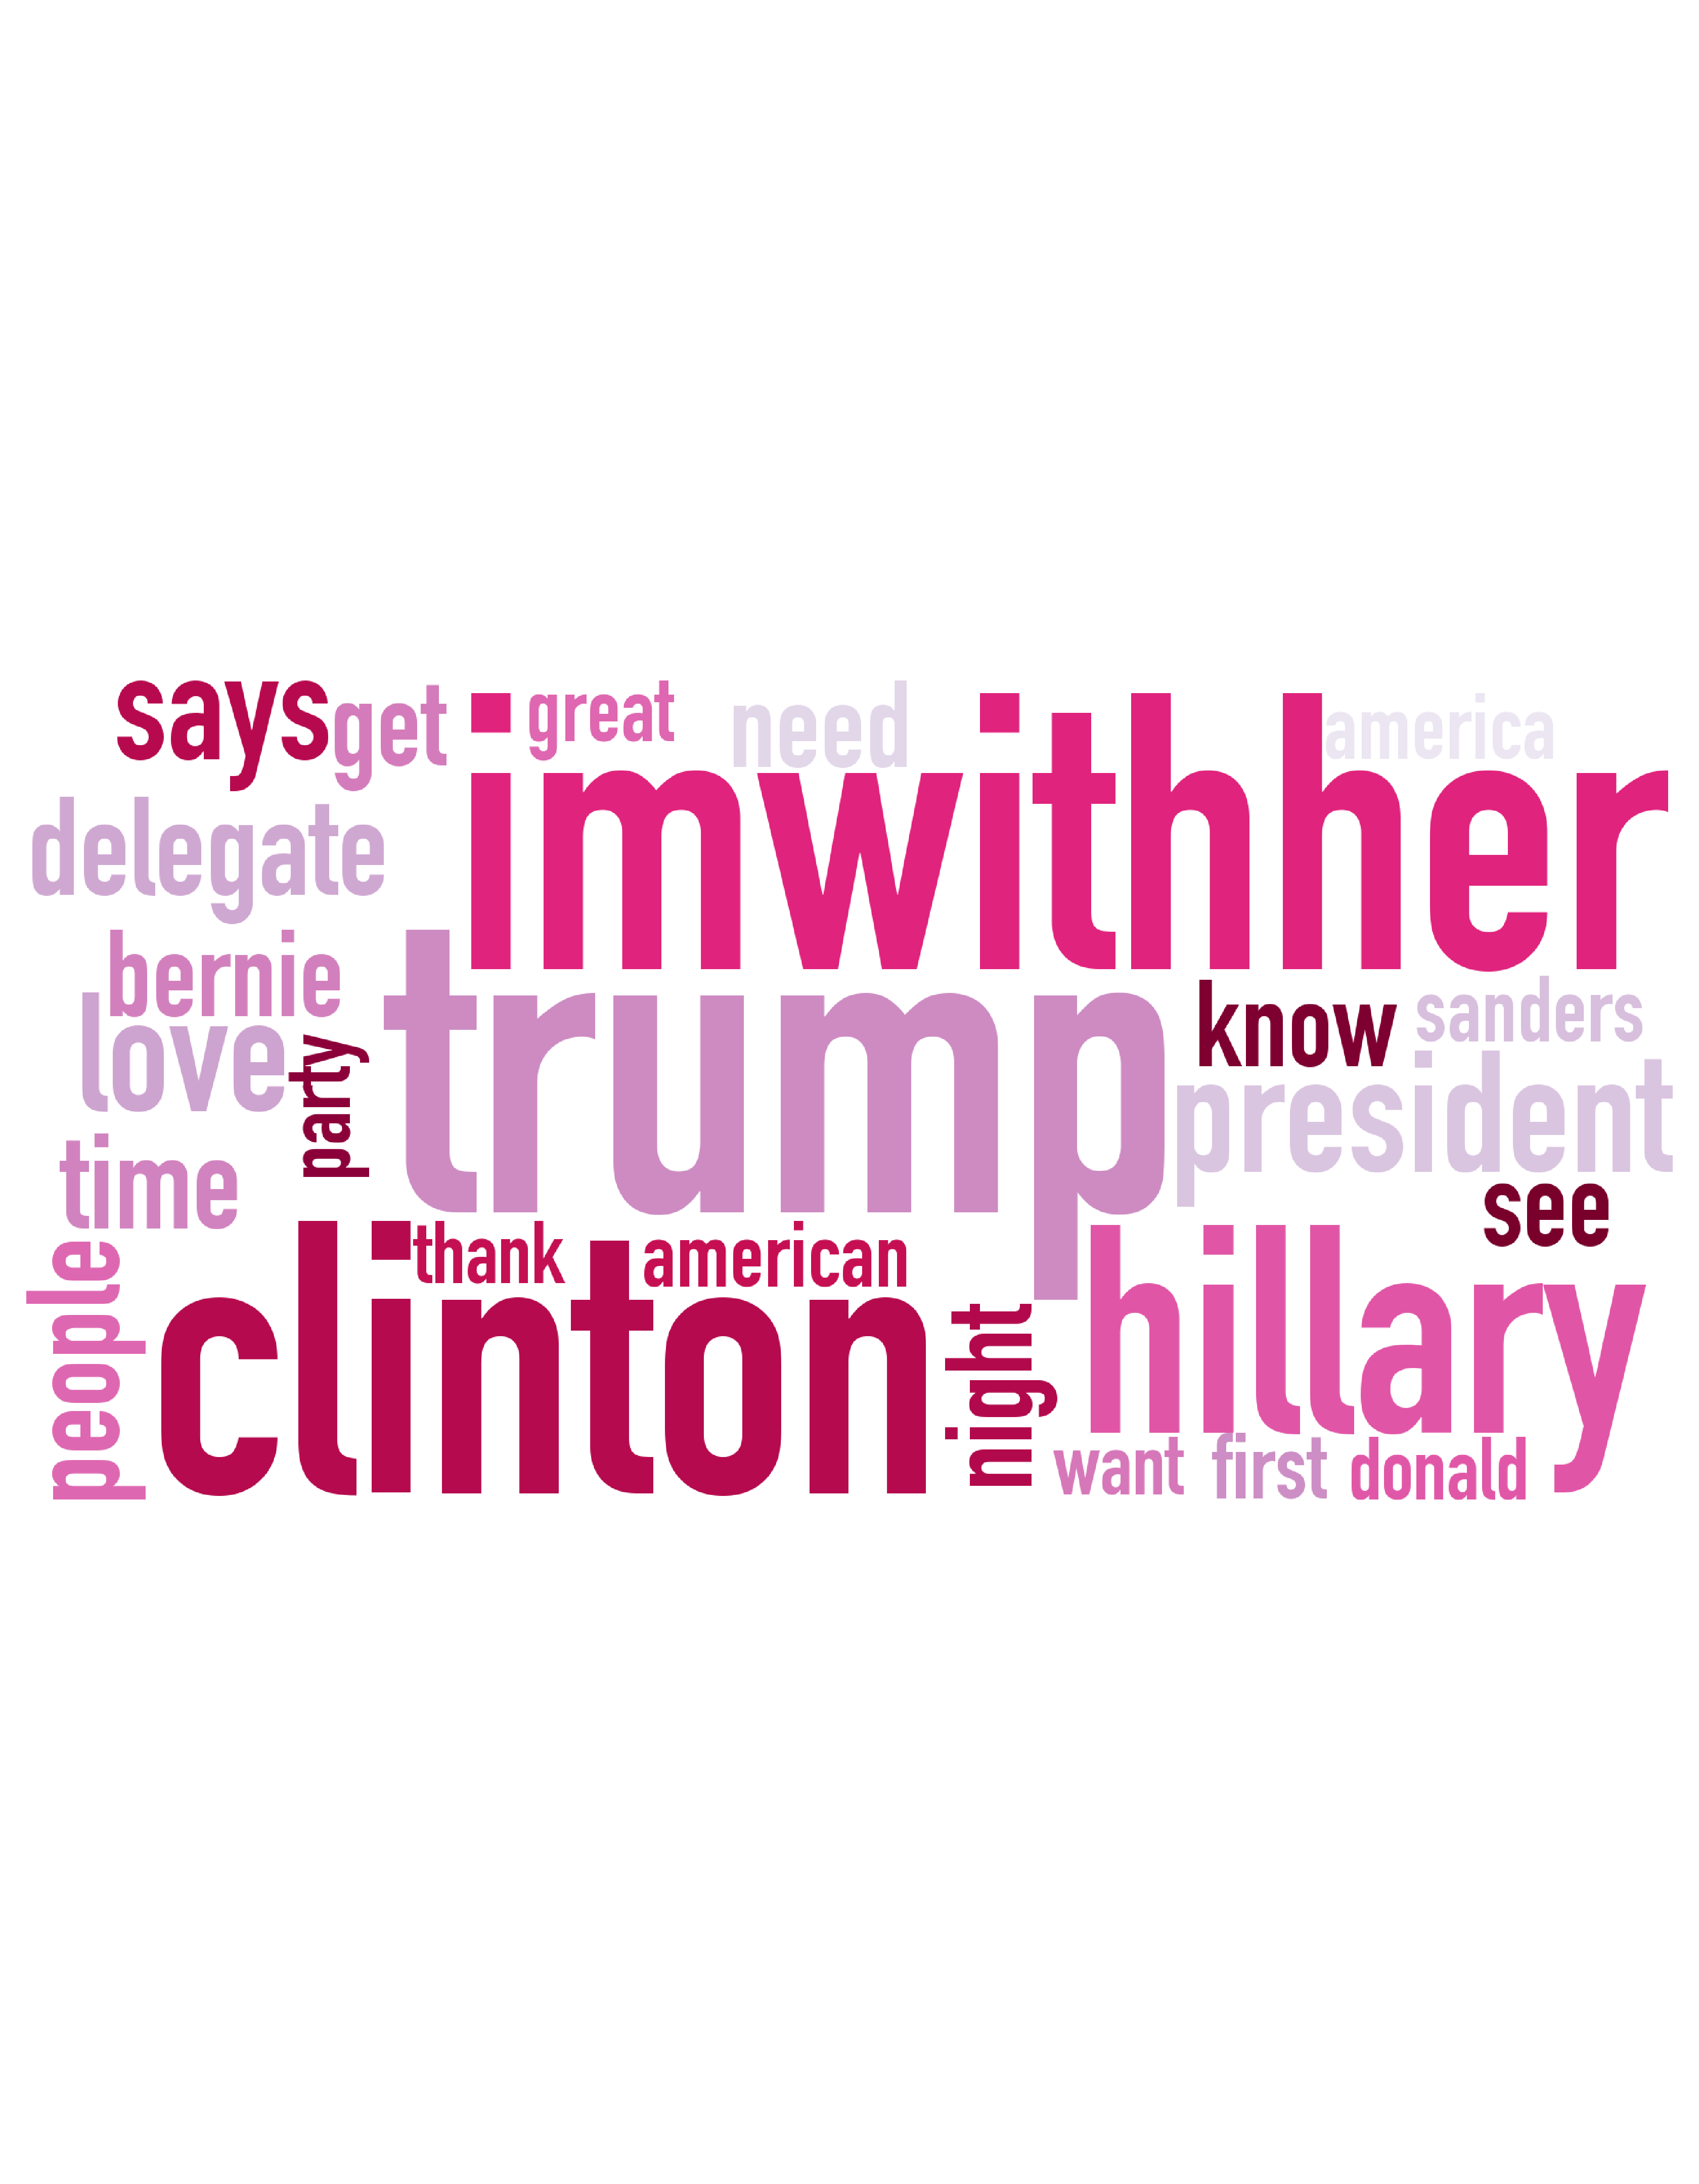 says get great need america
imwithher
delegate
bernie
trump
know sanders
love
party
president
time
see
people
thank american
clinton
hillary
night
want first donald